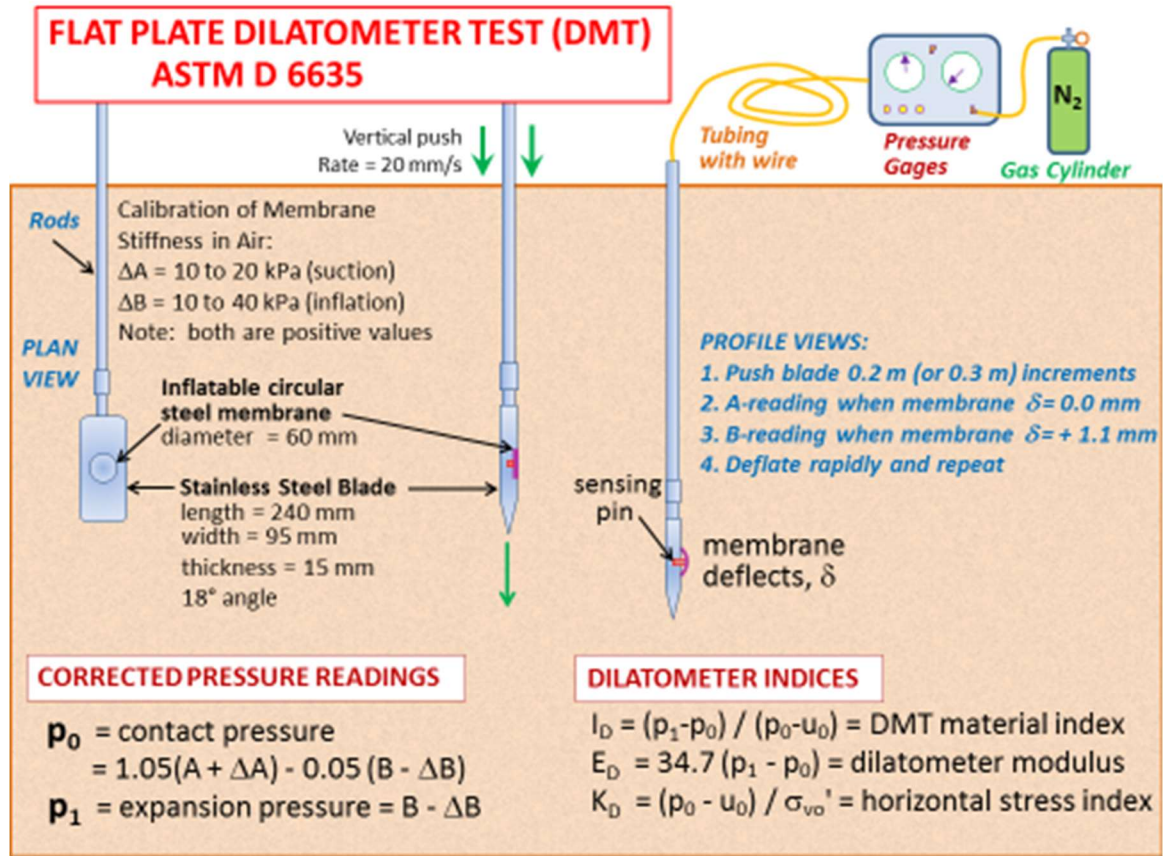 FLAT PLATE DILATOMETER TEST (DMT)
ASTM D 6635
Vertical push
Rate = 20 mm/s
Tubing
with wire
Pressure
Gages
N₂
Gas Cylinder
Rods
Calibration of Membrane
Stiffness in Air:
ΔA = 10 to 20 kPa (suction)
ΔB = 10 to 40 kPa (inflation)
Note: both are positive values
PLAN
VIEW
Inflatable circular
steel membrane
diameter = 60 mm
Stainless Steel Blade
length = 240 mm
width = 95 mm
thickness = 15 mm
18° angle
PROFILE VIEWS:
1. Push blade 0.2 m (or 0.3 m) increments
2. A-reading when membrane δ= 0.0 mm
3. B-reading when membrane δ= + 1.1 mm
4. Deflate rapidly and repeat
sensing
pin
membrane
deflects, δ
CORRECTED PRESSURE READINGS
p₀ = contact pressure
= 1.05(A + ΔA) - 0.05 (B - ΔB)
p₁ = expansion pressure = B - ΔB
DILATOMETER INDICES
I_D = (p₁-p₀) / (p₀-u₀) = DMT material index
E_D = 34.7 (p₁ - p₀) = dilatometer modulus
K_D = (p₀ - u₀) / σ_vo' = horizontal stress index